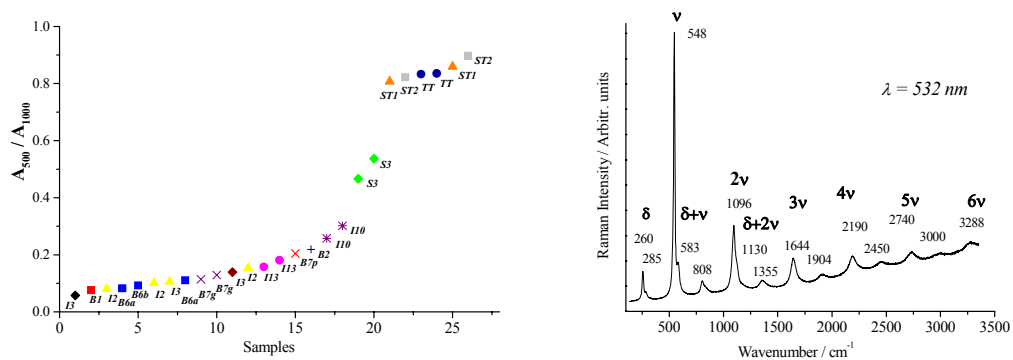 A500 / A1000
1.0
0.8
0.6
0.4
0.2
0.0
I3
B1
I2
B6a
B6b
I2
I3
B6a
B7g
B7g
I3
I2
I13
I13
B7p
B2
I10
I10
S3
S3
ST1
ST2
TT
TT
ST1
ST2
0 5 10 15 20 25
Samples
Raman Intensity / Arbitr. units
ν
548
λ = 532 nm
δ
260
285
δ+ν
583
808
2ν
1096
δ+2ν
1130
1355
3ν
1644
1904
4ν
2190
2450
5ν
2740
3000
6ν
3288
500 1000 1500 2000 2500 3000 3500
Wavenumber / cm-1